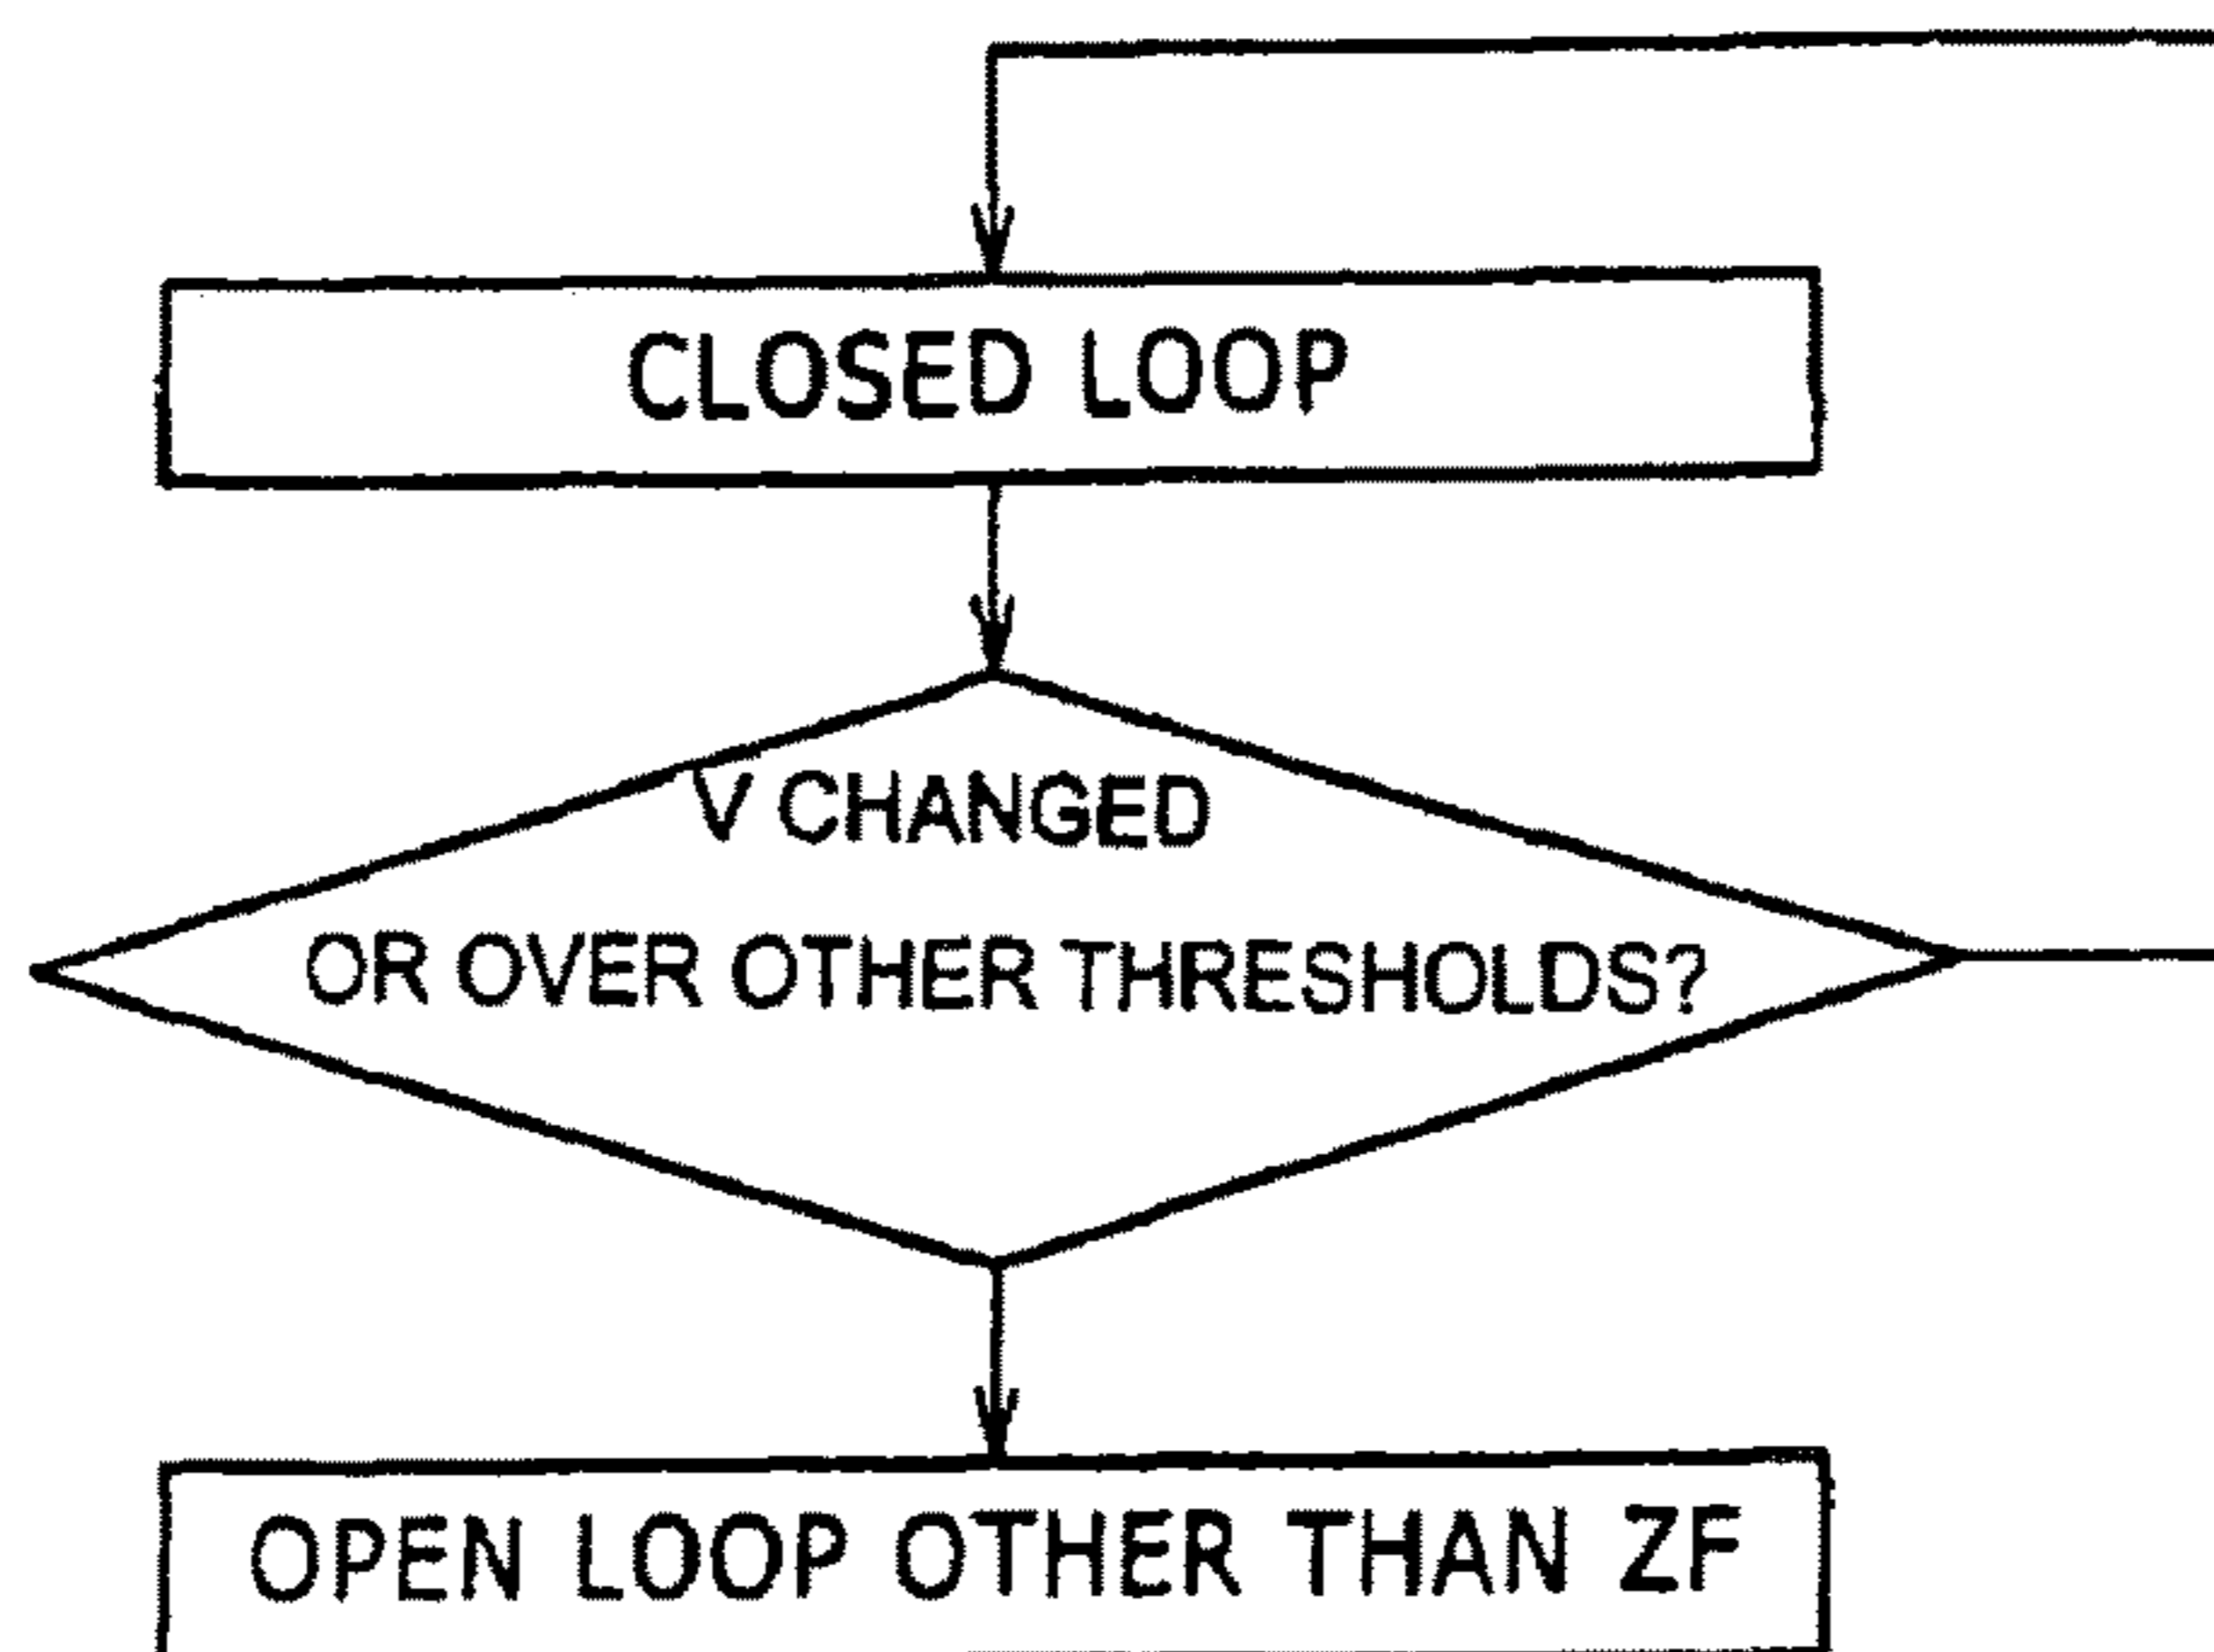 CLOSED LOOP
V CHANGED
OR OVER OTHER THRESHOLDS?
OPEN LOOP OTHER THAN ZF